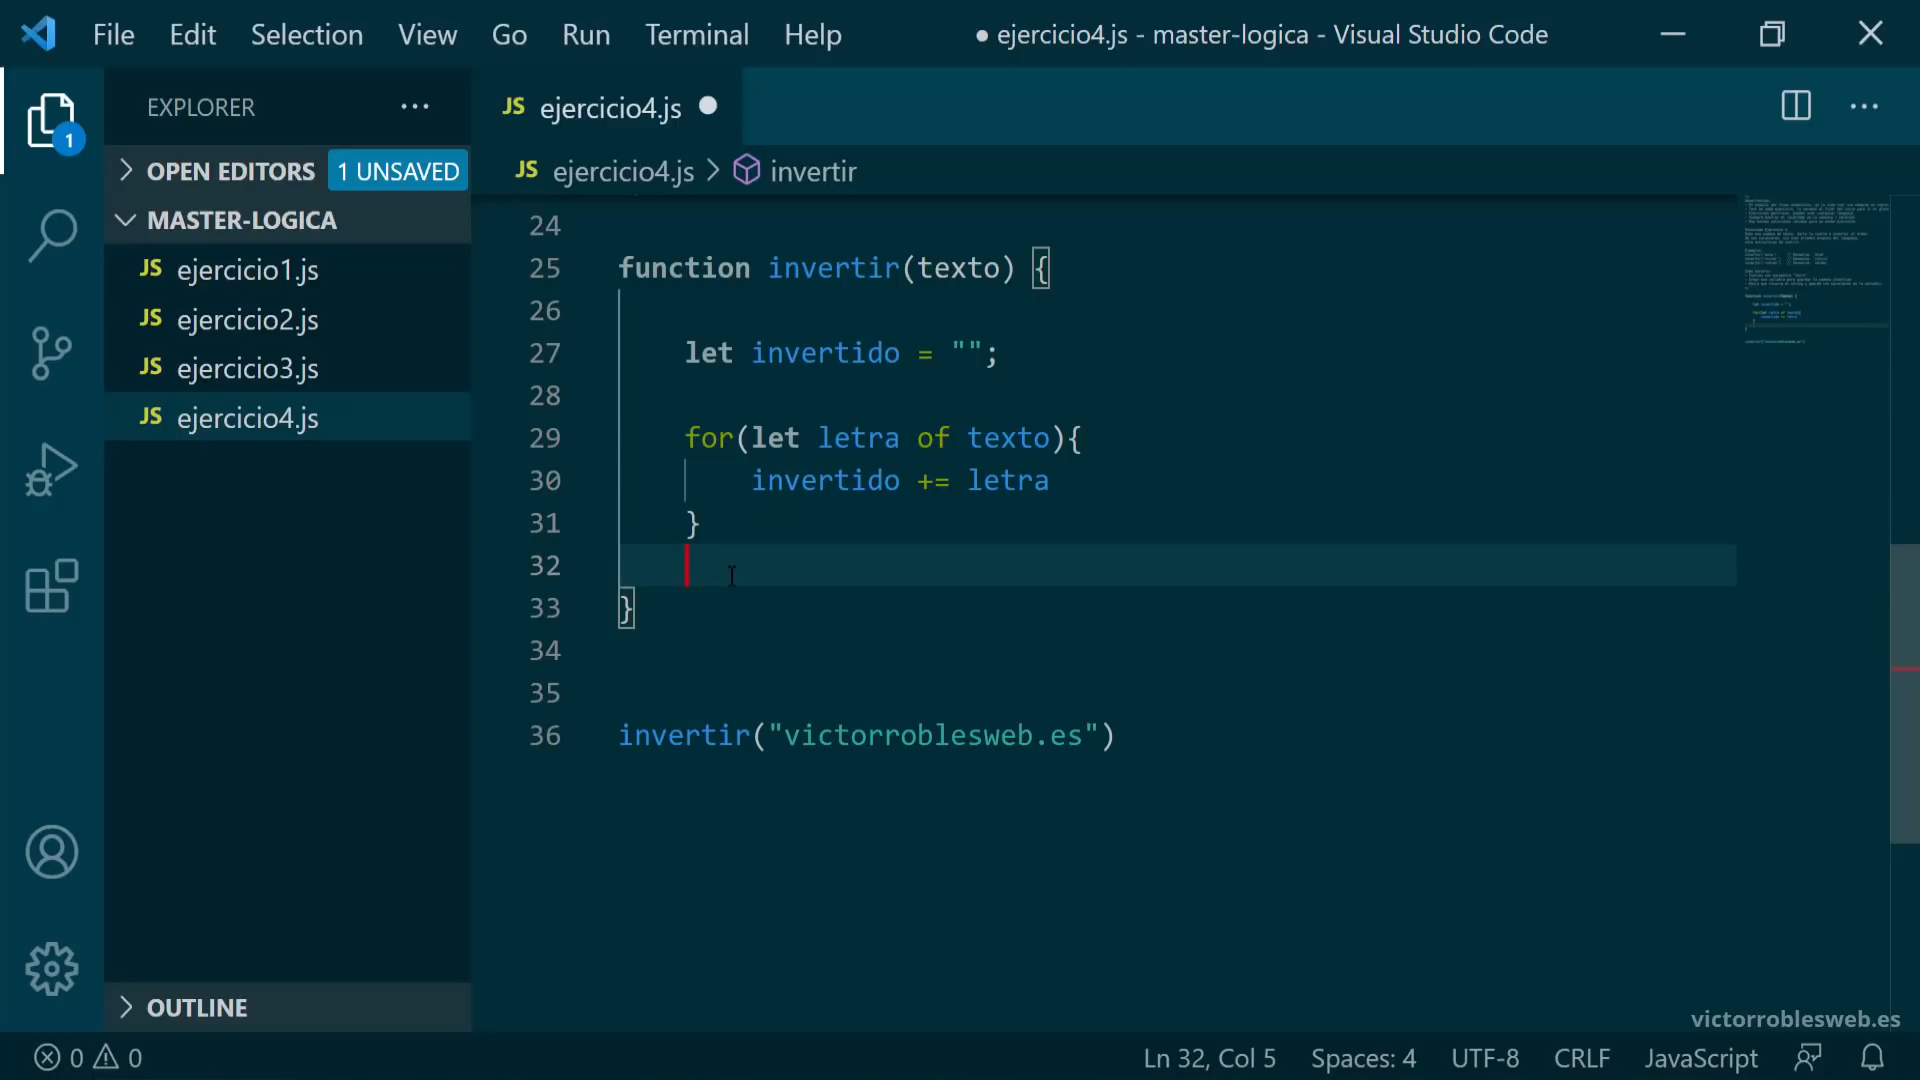 File Edit Selection View Go Run Terminal Help ● ejercicio4.js - master-logica - Visual Studio Code
EXPLORER ···
JS ejercicio4.js ●
1
OPEN EDITORS 1 UNSAVED
JS ejercicio4.js > invertir
MASTER-LOGICA
JS ejercicio1.js
JS ejercicio2.js
JS ejercicio3.js
JS ejercicio4.js
24
25 function invertir(texto) {
26
27 let invertido = "";
28
29 for(let letra of texto){
30 invertido += letra
31 }
32
33 }
34
35
36 invertir("victorroblesweb.es")
OUTLINE
victorroblesweb.es
0 0 Ln 32, Col 5 Spaces: 4 UTF-8 CRLF JavaScript